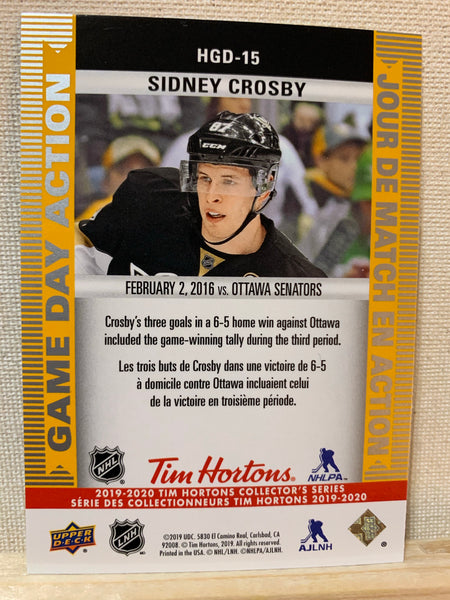 HGD-15
SIDNEY CROSBY
GAME DAY ACTION
JOUR DE MATCH EN ACTION
87
CCM
FEBRUARY 2, 2016 vs. OTTAWA SENATORS
Crosby's three goals in a 6-5 home win against Ottawa
included the game-winning tally during the third period.
Les trois buts de Crosby dans une victoire de 6-5
à domicile contre Ottawa incluaient celui
de la victoire en troisième période.
NHL
Tim Hortons®
NHLPA™
2019-2020 TIM HORTONS COLLECTOR'S SERIES
SÉRIE DES COLLECTIONNEURS TIM HORTONS 2019-2020
UPPER DECK
LNH
AJLNH
©2019 UDC. 5830 El Camino Real, Carlsbad, CA
92008. © Tim Hortons, 2019. All rights reserved.
Printed in the USA. © NHL/LNH. ©NHLPA/AJLNH.